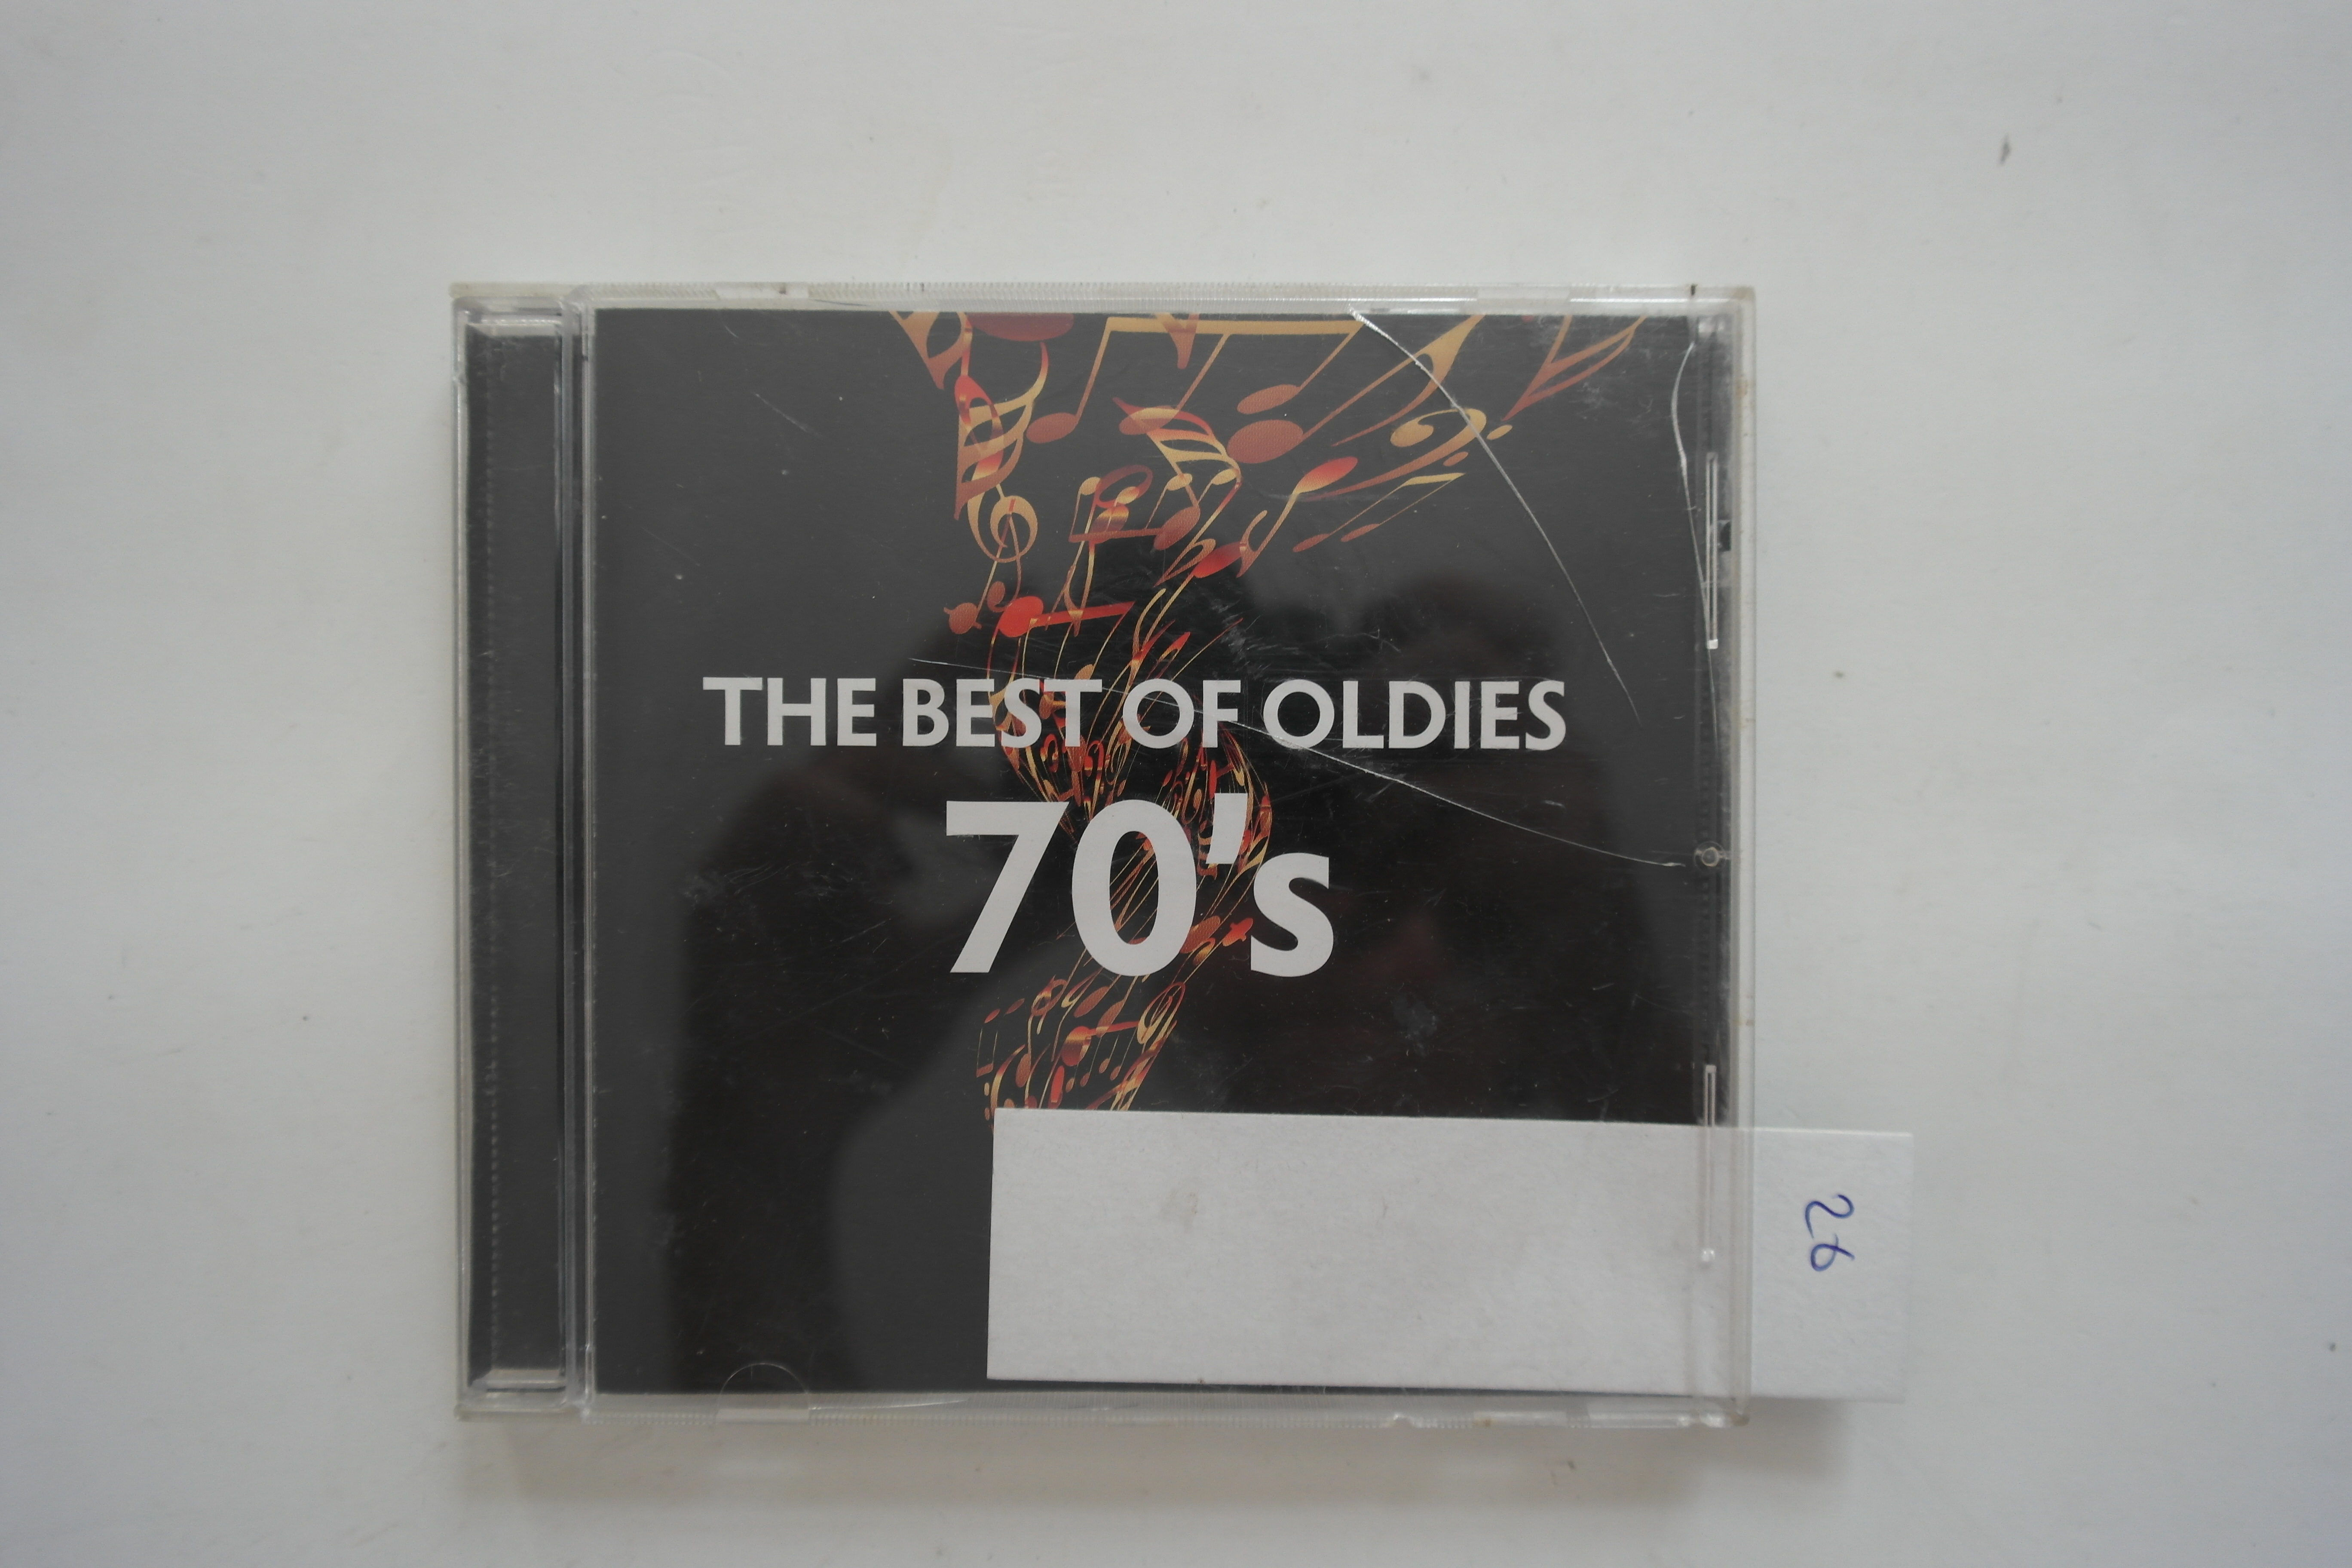 THE BEST OF OLDIES
70's
26